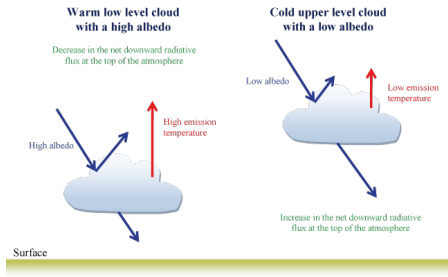 Warm low level cloud
with a high albedo
Decrease in the net downward radiative
flux at the top of the atmosphere
High albedo
High emission
temperature
Cold upper level cloud
with a low albedo
Low albedo
Low emission
temperature
Increase in the net downward radiative
flux at the top of the atmosphere
Surface